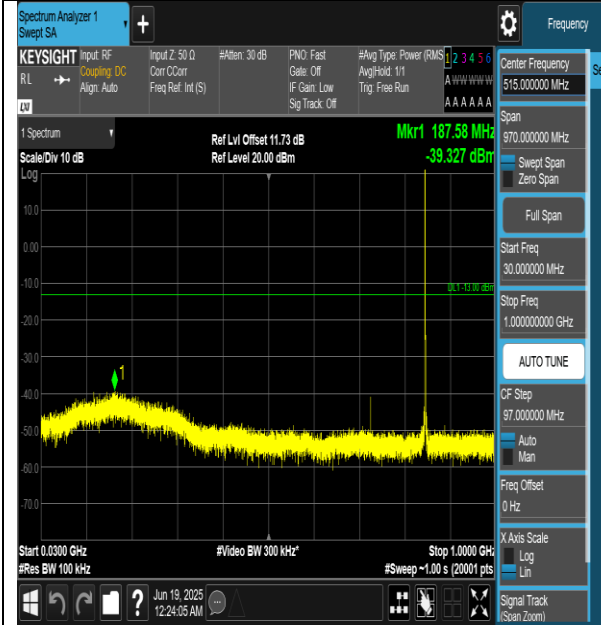 Spectrum Analyzer 1
Swept SA
+
Frequency
KEYSIGHT
RL
LXI
Input: RF
Coupling: DC
Align: Auto
Input Z: 50 Ω
Corr CCorr
Freq Ref: Int (S)
#Atten: 30 dB
PNO: Fast
Gate: Off
IF Gain: Low
Sig Track: Off
#Avg Type: Power (RMS
Avg|Hold: 1/1
Trig: Free Run
1 2 3 4 5 6
A W W W W W
A A A A A A
1 Spectrum
Scale/Div 10 dB
Log
Ref Lvl Offset 11.73 dB
Ref Level 20.00 dBm
Mkr1 187.58 MHz
-39.327 dBm
10.0
0.00
-10.0
DL1 -13.00 dBm
-20.0
-30.0
1
-40.0
-50.0
-60.0
-70.0
Start 0.0300 GHz
#Res BW 100 kHz
#Video BW 300 kHz*
Stop 1.0000 GHz
#Sweep ~1.00 s (20001 pts
Jun 19, 2025
12:24:05 AM
?
Center Frequency
515.000000 MHz
Se
Span
970.000000 MHz
Swept Span
Zero Span
Full Span
Start Freq
30.000000 MHz
Stop Freq
1.000000000 GHz
AUTO TUNE
CF Step
97.000000 MHz
Auto
Man
Freq Offset
0 Hz
X Axis Scale
Log
Lin
Signal Track
(Span Zoom)